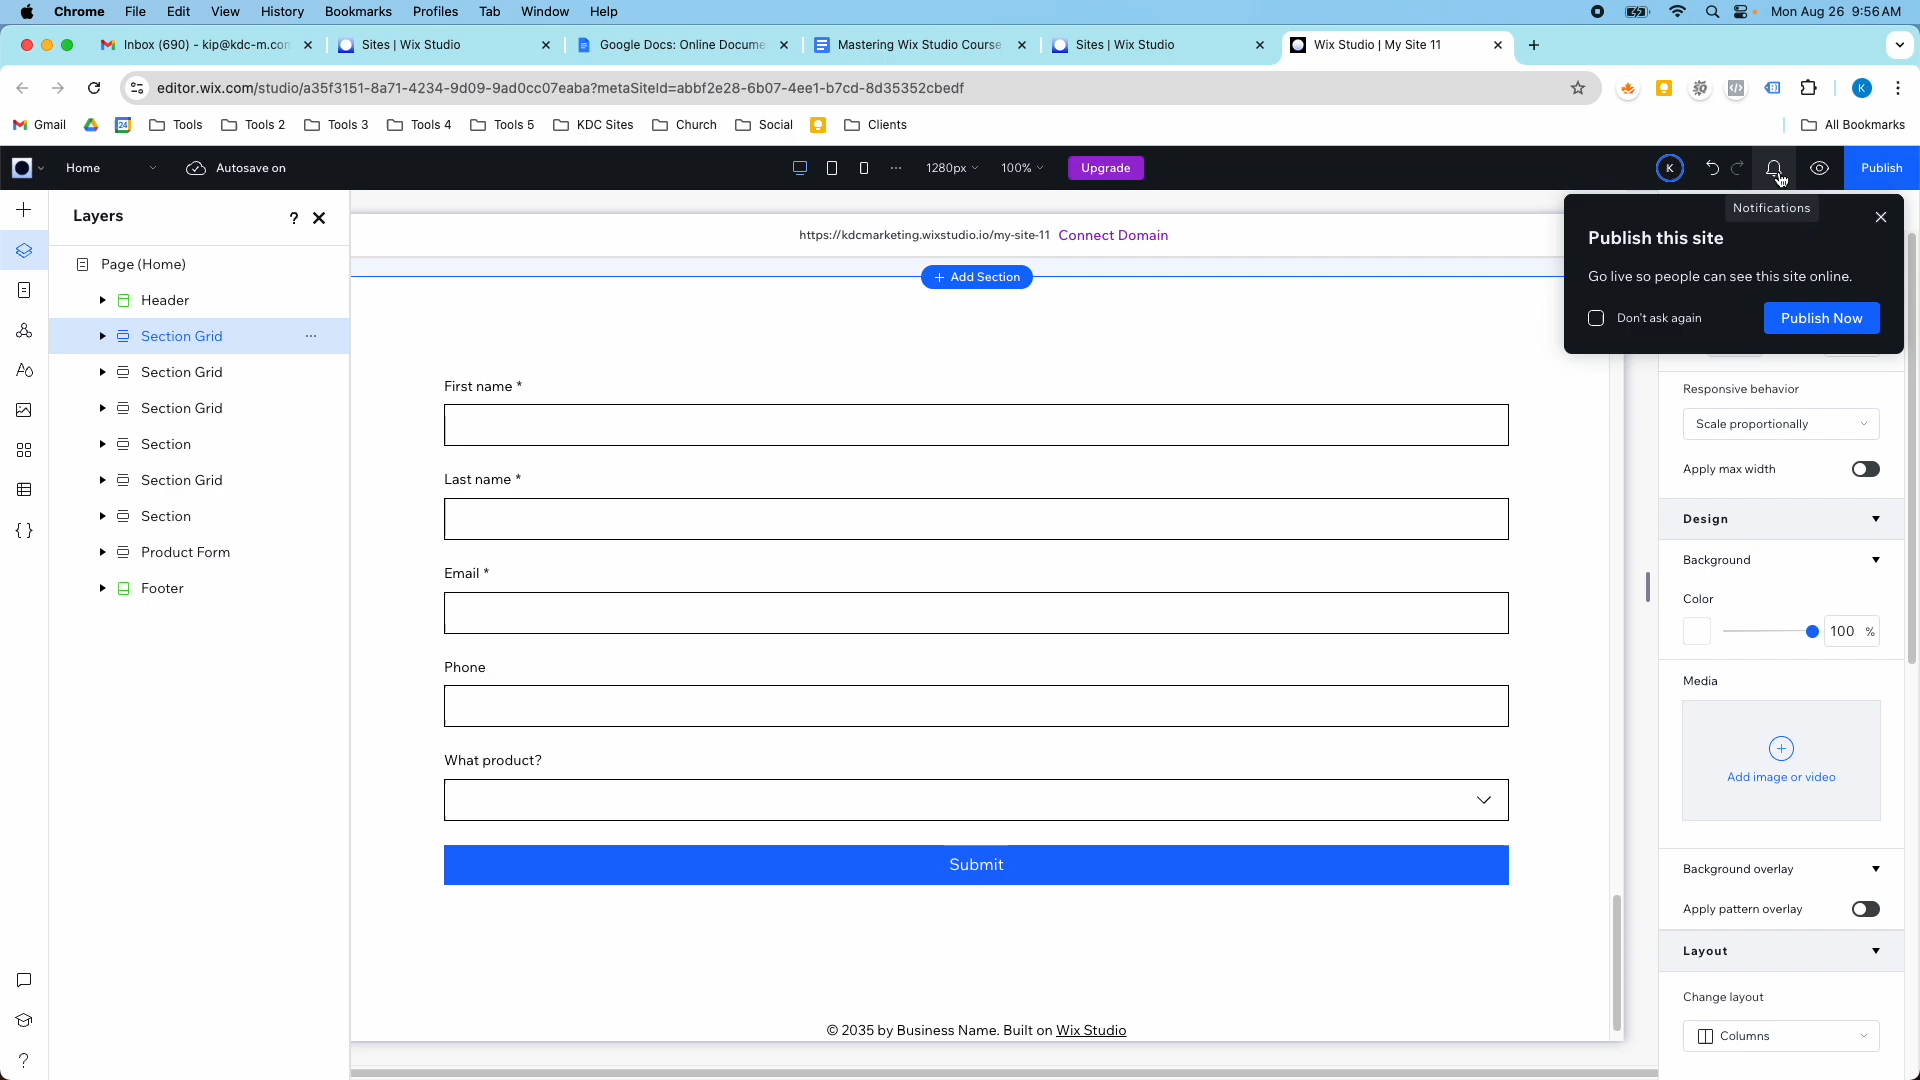 Chrome File Edit View History Bookmarks Profiles Tab Window Help Mon Aug 26 9:56 AM
Inbox (690) - kip@kdc-m.con Sites | Wix Studio Google Docs: Online Docume Mastering Wix Studio Course Sites | Wix Studio Wix Studio | My Site 11
editor.wix.com/studio/a35f3151-8a71-4234-9d09-9ad0cc07eaba?metaSiteId=abbf2e28-6b07-4ee1-b7cd-8d35352cbedf K
Gmail 24 Tools Tools 2 Tools 3 Tools 4 Tools 5 KDC Sites Church Social Clients All Bookmarks
Home Autosave on 1280px 100% Upgrade K Publish
Layers ?
Page (Home)
Header
Section Grid
Section Grid
Section Grid
Section
Section Grid
Section
Product Form
Footer
https://kdcmarketing.wixstudio.io/my-site-11 Connect Domain
+ Add Section
First name *
Last name *
Email *
Phone
What product?
Submit
© 2035 by Business Name. Built on Wix Studio
Notifications
Publish this site
Go live so people can see this site online.
Don't ask again Publish Now
Responsive behavior
Scale proportionally
Apply max width
Design
Background
Color
100 %
Media
Add image or video
Background overlay
Apply pattern overlay
Layout
Change layout
Columns